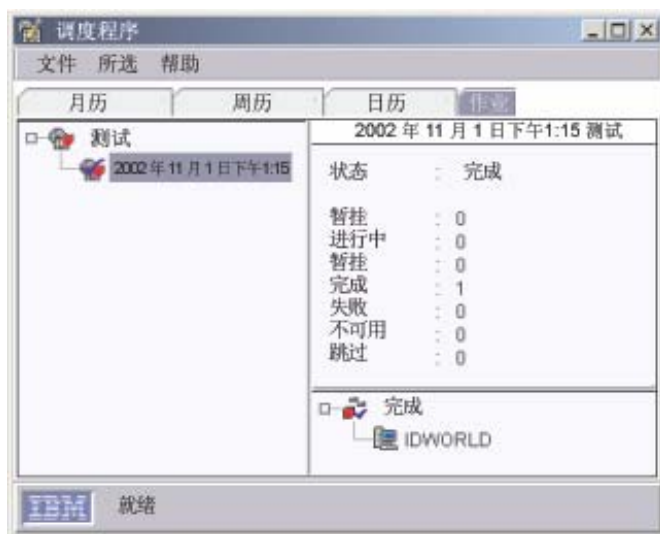 调度程序
文件 所选 帮助
月历 周历 日历 作业
测试
2002 年 11 月 1 日下午1:15
2002 年 11 月 1 日下午1:15 测试
状态 : 完成
暂挂 : 0
进行中 : 0
暂挂 : 0
完成 : 1
失败 : 0
不可用 : 0
跳过 : 0
完成
IDWORLD
IBM 就绪